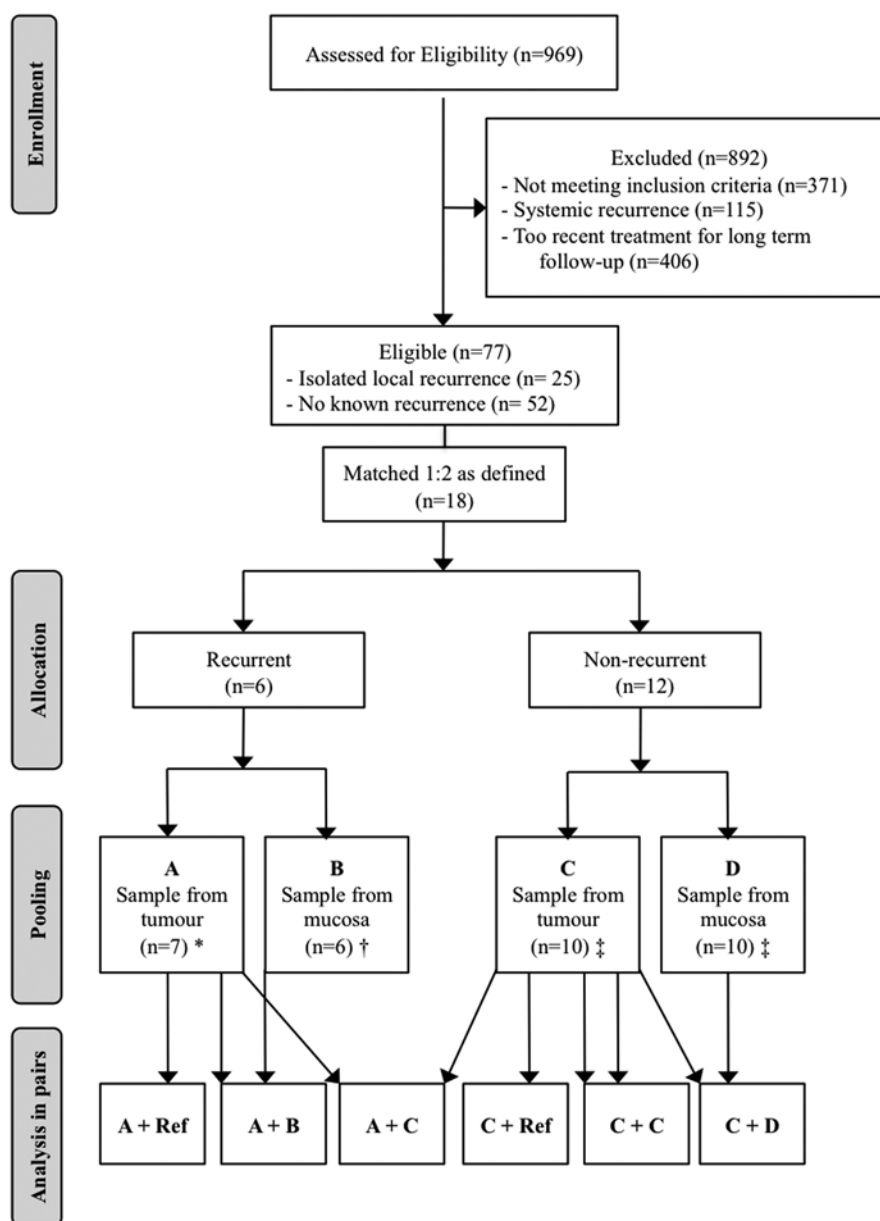 Enrollment
Assessed for Eligibility (n=969)
Excluded (n=892)
- Not meeting inclusion criteria (n=371)
- Systemic recurrence (n=115)
- Too recent treatment for long term
follow-up (n=406)
Eligible (n=77)
- Isolated local recurrence (n= 25)
- No known recurrence (n= 52)
Matched 1:2 as defined
(n=18)
Allocation
Recurrent
(n=6)
Non-recurrent
(n=12)
Pooling
A
Sample from
tumour
(n=7) *
B
Sample from
mucosa
(n=6) †
C
Sample from
tumour
(n=10) ‡
D
Sample from
mucosa
(n=10) ‡
Analysis in pairs
A + Ref
A + B
A + C
C + Ref
C + C
C + D